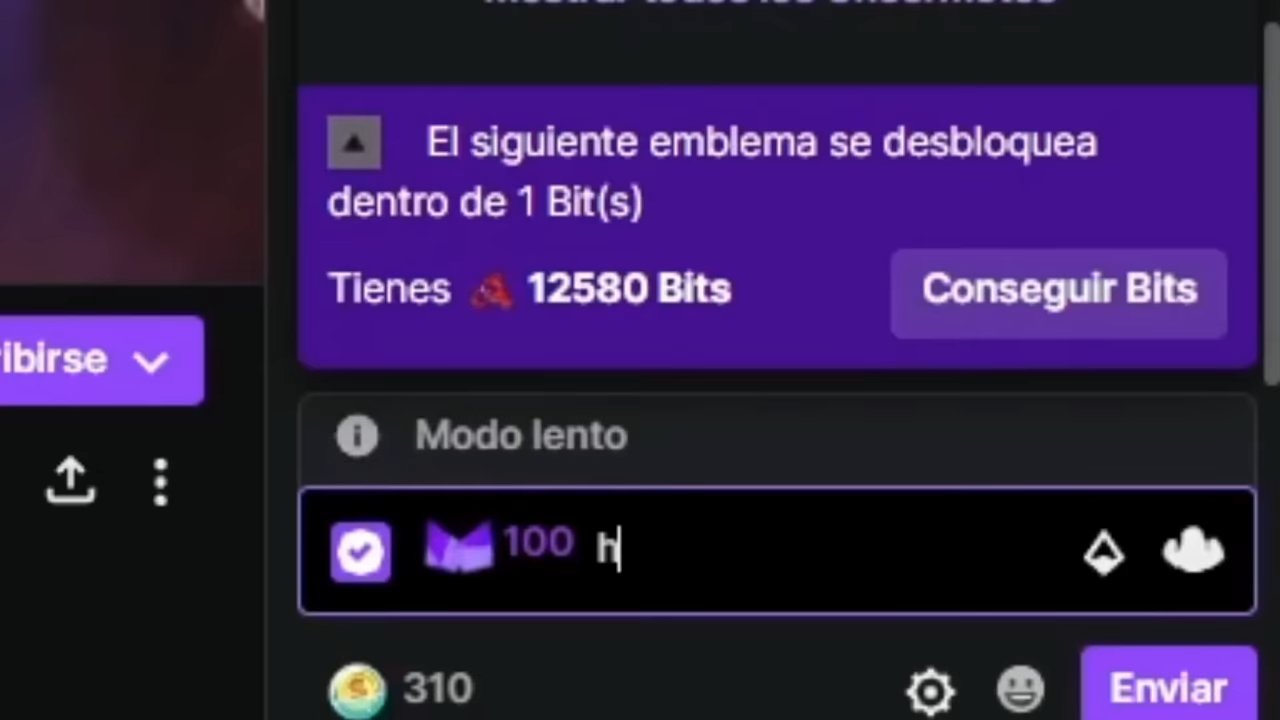 El siguiente emblema se desbloquea
dentro de 1 Bit(s)
Tienes 12580 Bits
Conseguir Bits
ribirse
Modo lento
100 h
310
Enviar